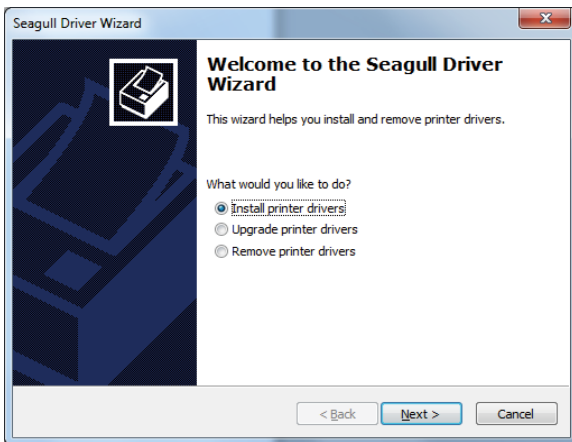 Seagull Driver Wizard
Welcome to the Seagull Driver
Wizard
This wizard helps you install and remove printer drivers.
What would you like to do?
Install printer drivers
Upgrade printer drivers
Remove printer drivers
< Back Next > Cancel